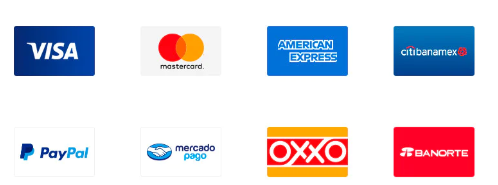 VISA
mastercard.
AMERICAN
EXPRESS
citibanamex
PayPal
mercado
pago
OXXO
BANORTE